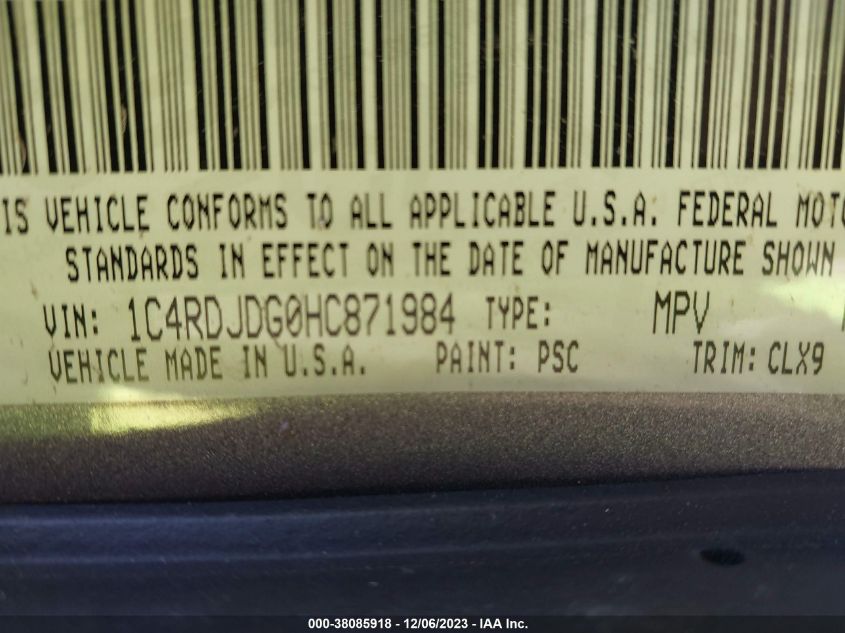 IS VEHICLE CONFORMS TO ALL APPLICABLE U.S.A. FEDERAL MOTO
STANDARDS IN EFFECT ON THE DATE OF MANUFACTURE SHOWN
VIN: 1C4RDJDG0HC871984 TYPE: MPV
VEHICLE MADE IN U.S.A. PAINT: PSC TRIM: CLX9
000-38085918 - 12/06/2023 - IAA Inc.